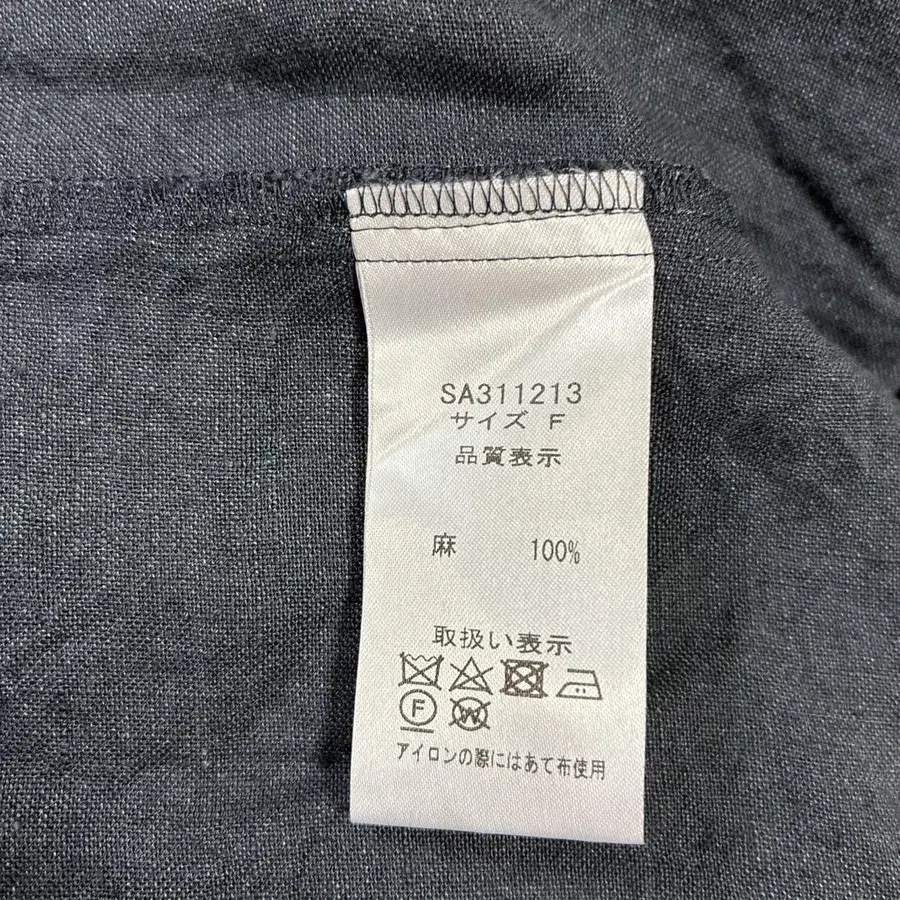 SA311213
サイズ F
品質表示
麻 100%
取扱い表示
F W
アイロンの際にはあて布使用